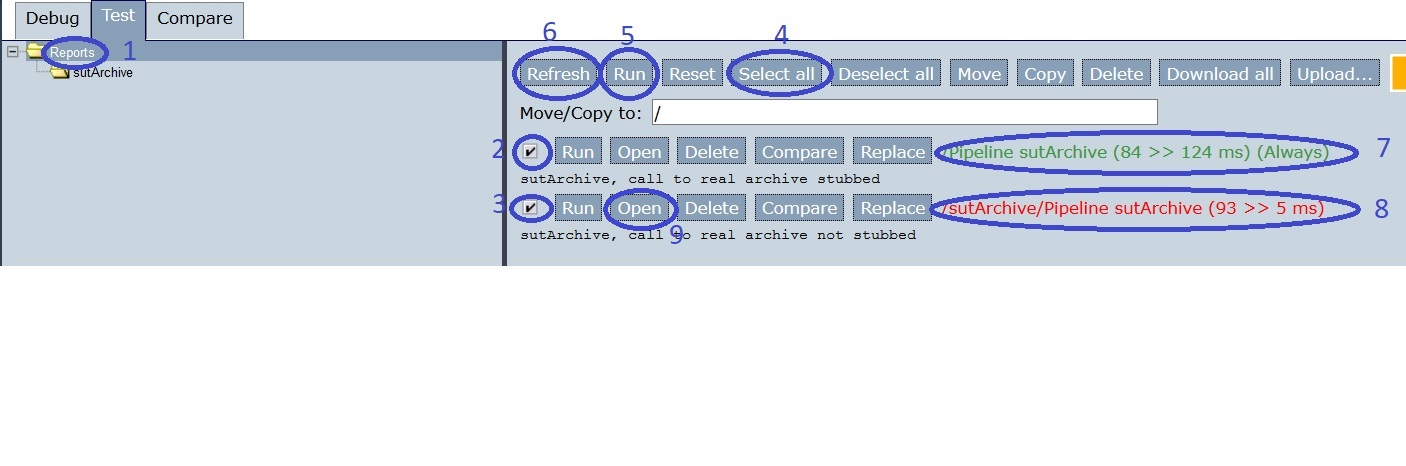 Debug Test Compare
6 5 4
Reports 1
sutArchive
Refresh Run Reset Select all Deselect all Move Copy Delete Download all Upload...
Move/Copy to: /
2 Run Open Delete Compare Replace /Pipeline sutArchive (84 >> 124 ms) (Always) 7
sutArchive, call to real archive stubbed
3 Run Open Delete Compare Replace /sutArchive/Pipeline sutArchive (93 >> 5 ms) 8
sutArchive, call to real archive not stubbed
9